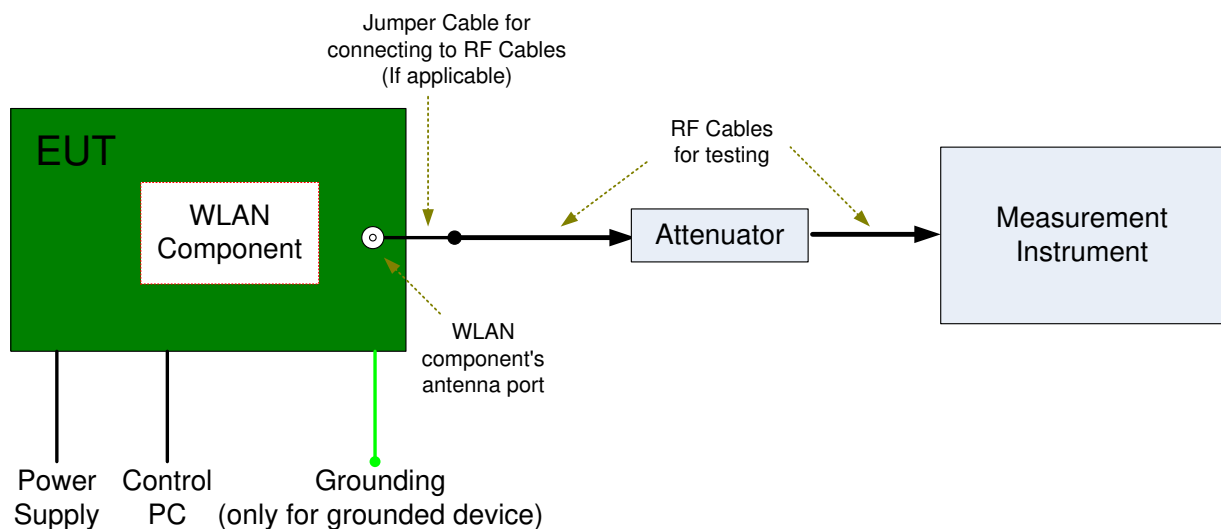 Jumper Cable for
connecting to RF Cables
(If applicable)
EUT
RF Cables
for testing
WLAN
Component
Attenuator
Measurement
Instrument
WLAN
component's
antenna port
Power
Supply
Control
PC
Grounding
(only for grounded device)